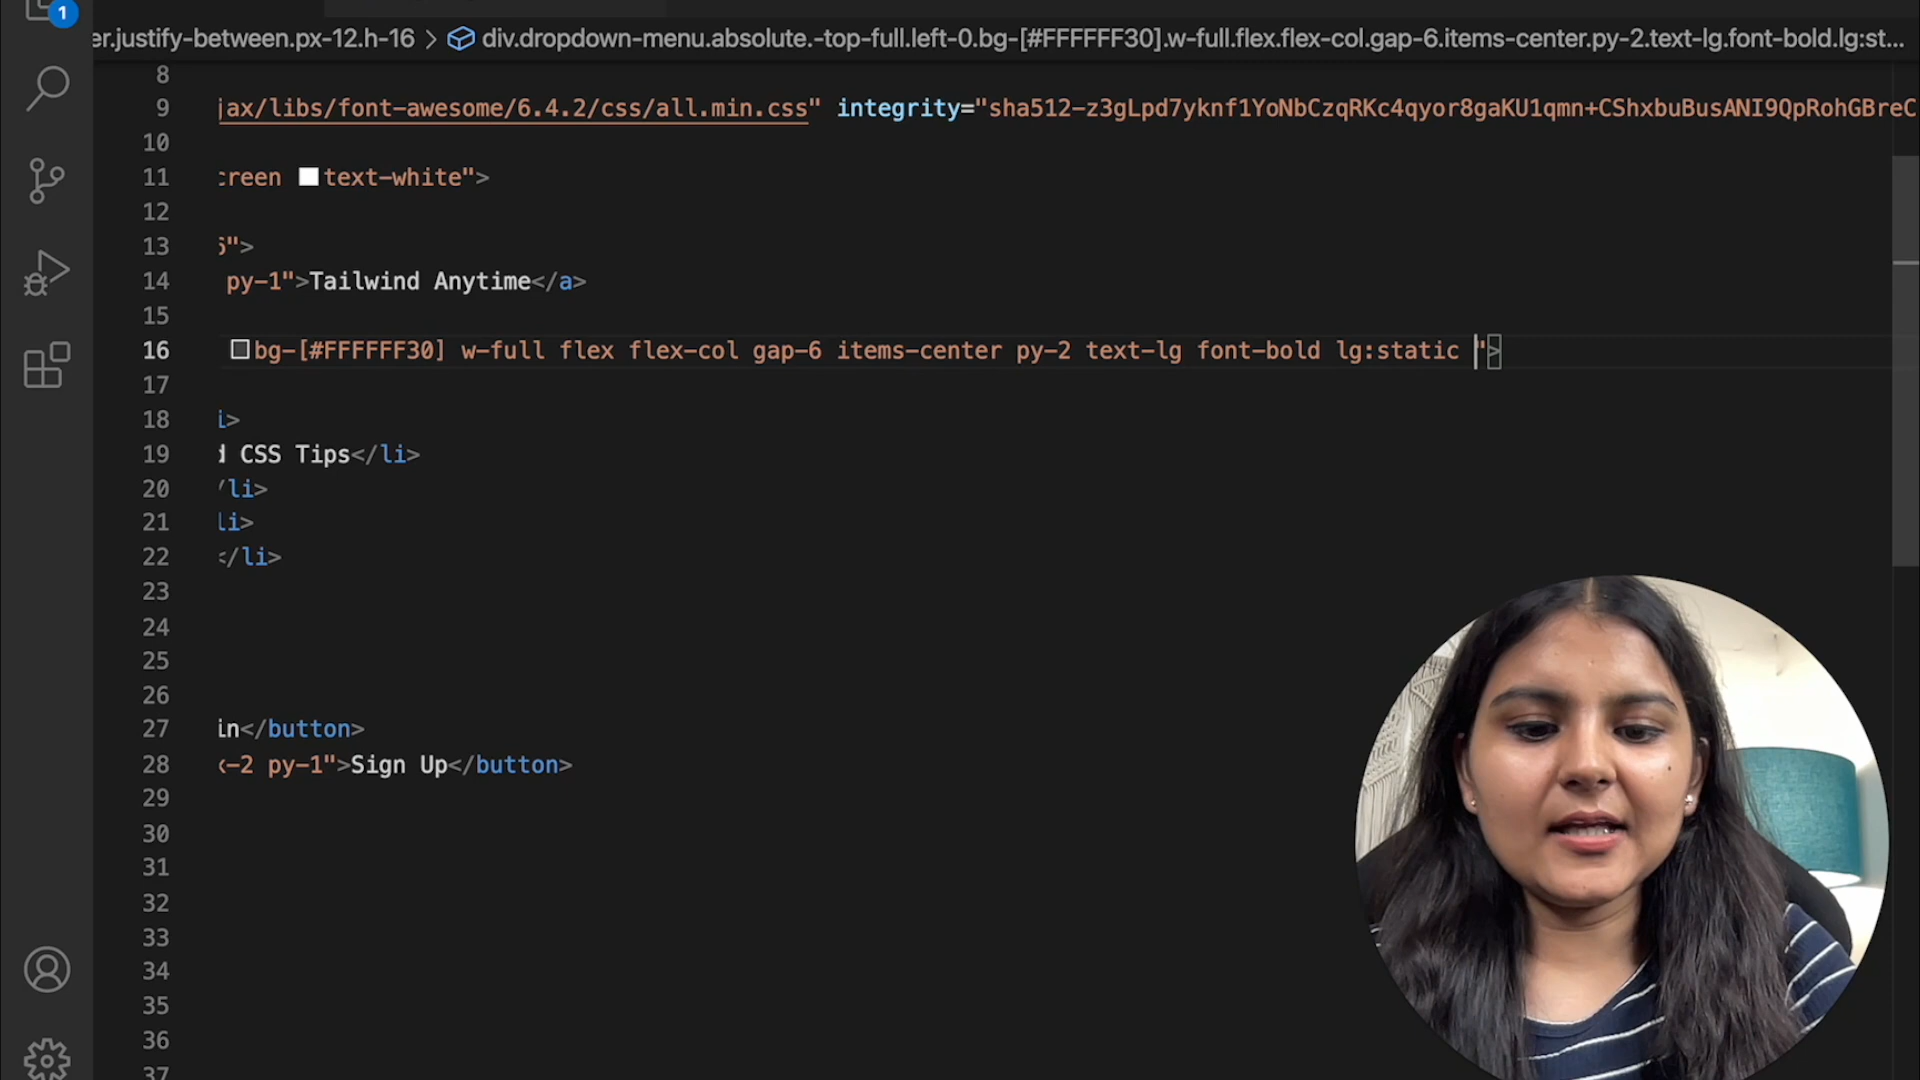 1
er.justify-between.px-12.h-16 > div.dropdown-menu.absolute.-top-full.left-0.bg-[#FFFFFF30].w-full.flex.flex-col.gap-6.items-center.py-2.text-lg.font-bold.lg:st...
8
9 jax/libs/font-awesome/6.4.2/css/all.min.css" integrity="sha512-z3gLpd7yknf1YoNbCzqRKc4qyor8gaKU1qmn+CShxbuBusANI9QpRohGBreC
10
11 creen text-white">
12
13 6">
14 py-1">Tailwind Anytime</a>
15
16 bg-[#FFFFFF30] w-full flex flex-col gap-6 items-center py-2 text-lg font-bold lg:static ">
17
18 i>
19 d CSS Tips</li>
20 /li>
21 li>
22 </li>
23
24
25
26
27 in</button>
28 x-2 py-1">Sign Up</button>
29
30
31
32
33
34
35
36
37